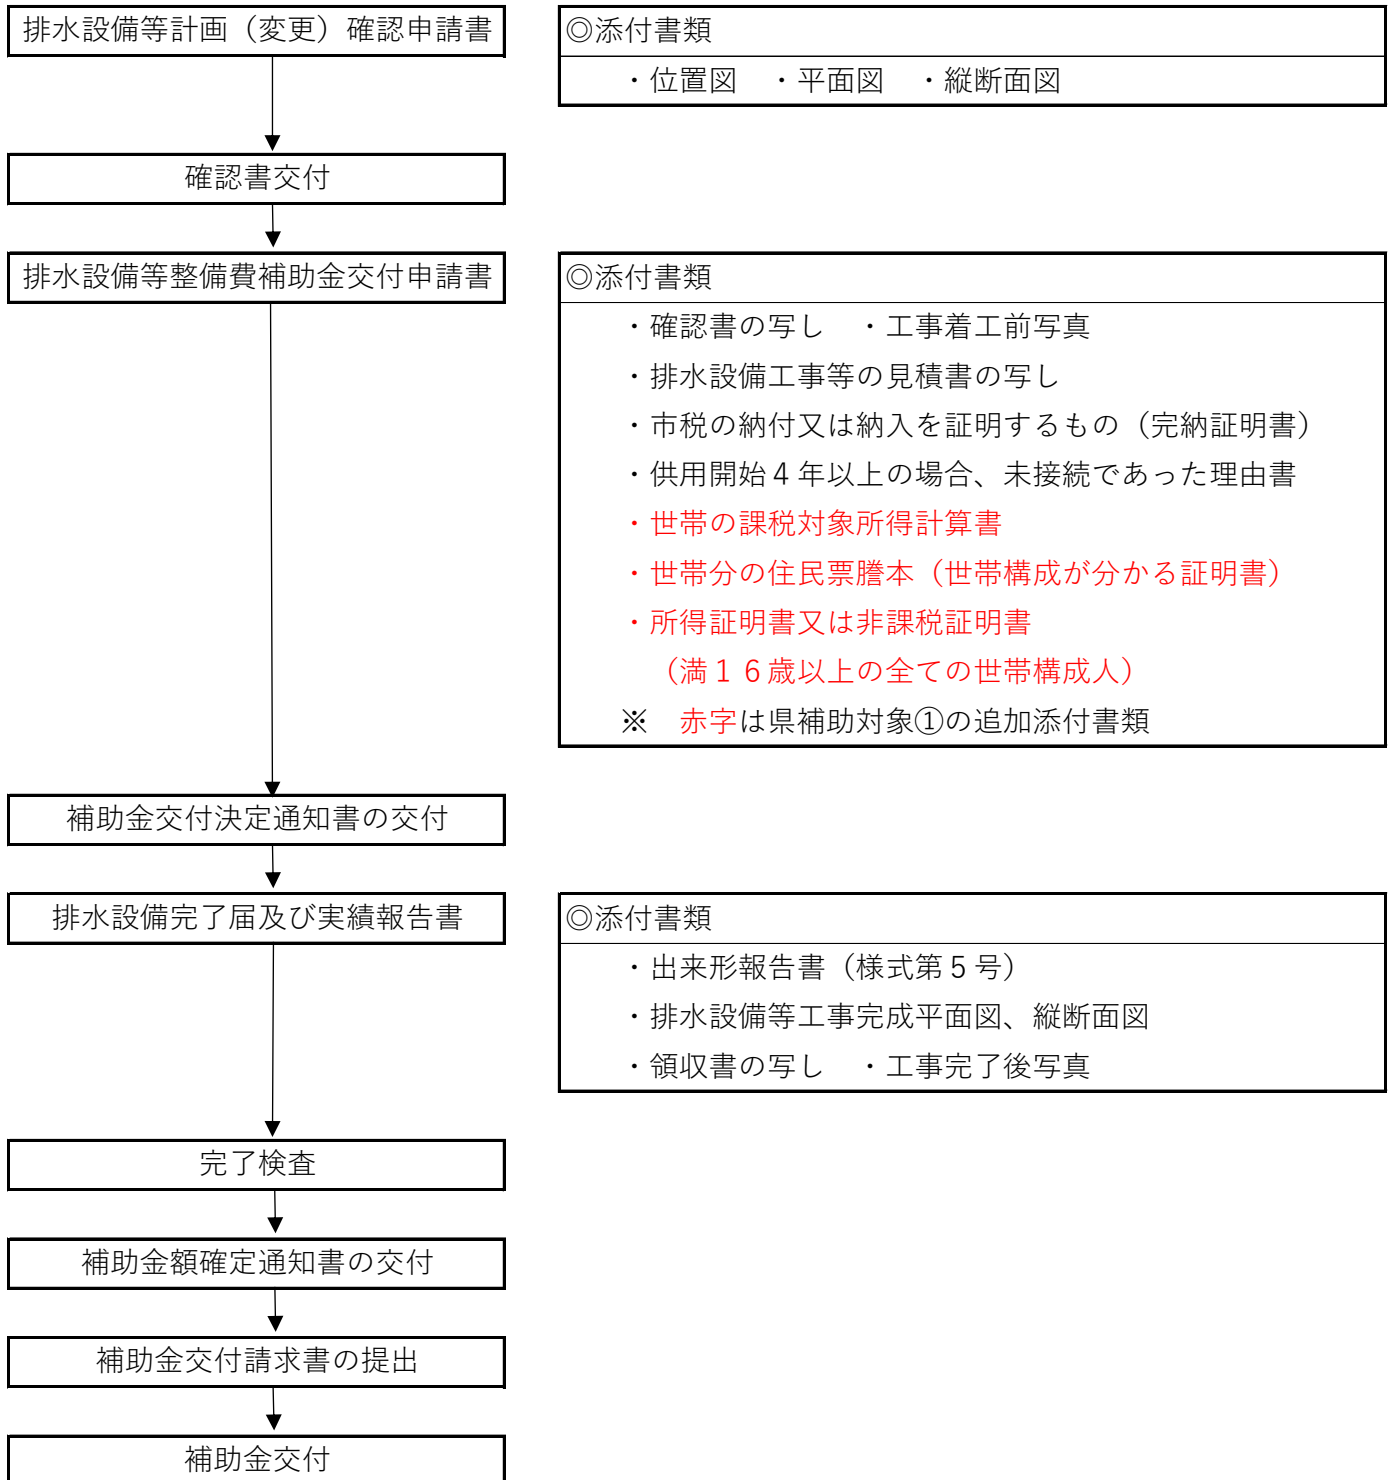 排水設備等計画（変更）確認申請書
◎添付書類
・位置図　・平面図　・縦断面図
確認書交付
排水設備等整備費補助金交付申請書
◎添付書類
・確認書の写し　・工事着工前写真
・排水設備工事等の見積書の写し
・市税の納付又は納入を証明するもの（完納証明書）
・供用開始４年以上の場合、未接続であった理由書
・世帯の課税対象所得計算書
・世帯分の住民票謄本（世帯構成が分かる証明書）
・所得証明書又は非課税証明書
（満１６歳以上の全ての世帯構成人）
※　赤字は県補助対象①の追加添付書類
補助金交付決定通知書の交付
排水設備完了届及び実績報告書
◎添付書類
・出来形報告書（様式第５号）
・排水設備等工事完成平面図、縦断面図
・領収書の写し　・工事完了後写真
完了検査
補助金額確定通知書の交付
補助金交付請求書の提出
補助金交付